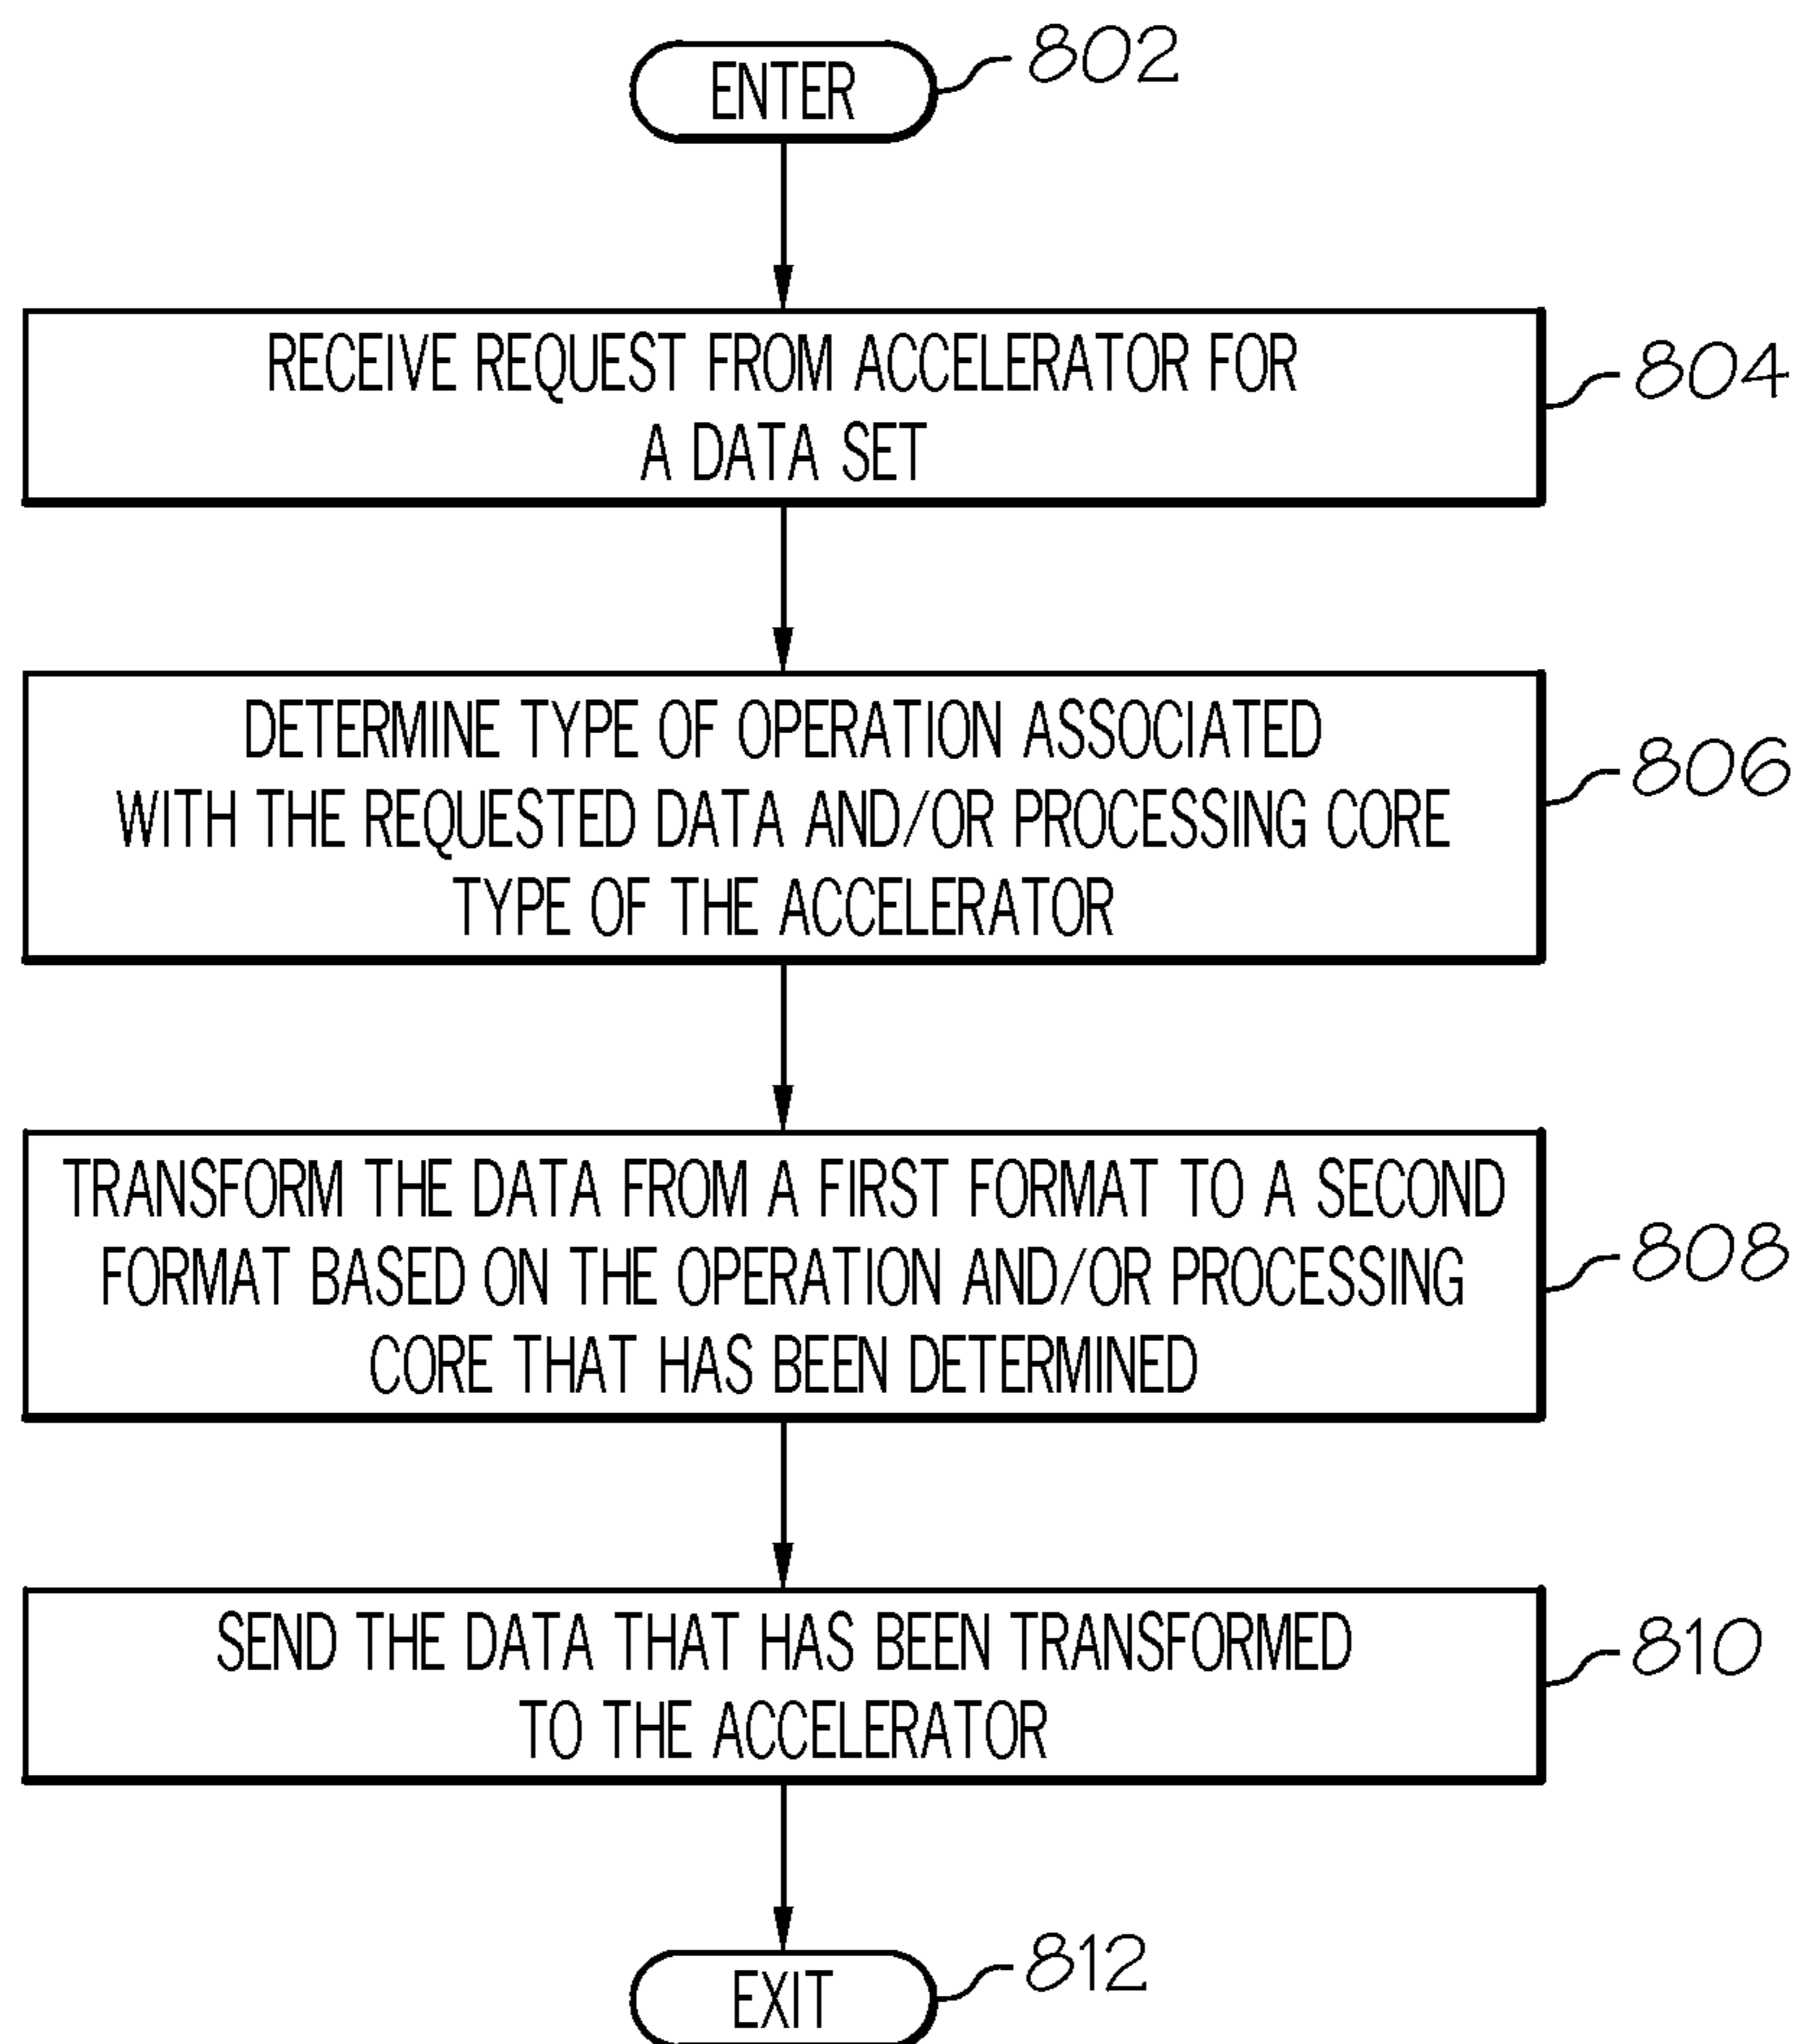 ENTER
802
RECEIVE REQUEST FROM ACCELERATOR FOR
A DATA SET
804
DETERMINE TYPE OF OPERATION ASSOCIATED
WITH THE REQUESTED DATA AND/OR PROCESSING CORE
TYPE OF THE ACCELERATOR
806
TRANSFORM THE DATA FROM A FIRST FORMAT TO A SECOND
FORMAT BASED ON THE OPERATION AND/OR PROCESSING
CORE THAT HAS BEEN DETERMINED
808
SEND THE DATA THAT HAS BEEN TRANSFORMED
TO THE ACCELERATOR
810
EXIT
812